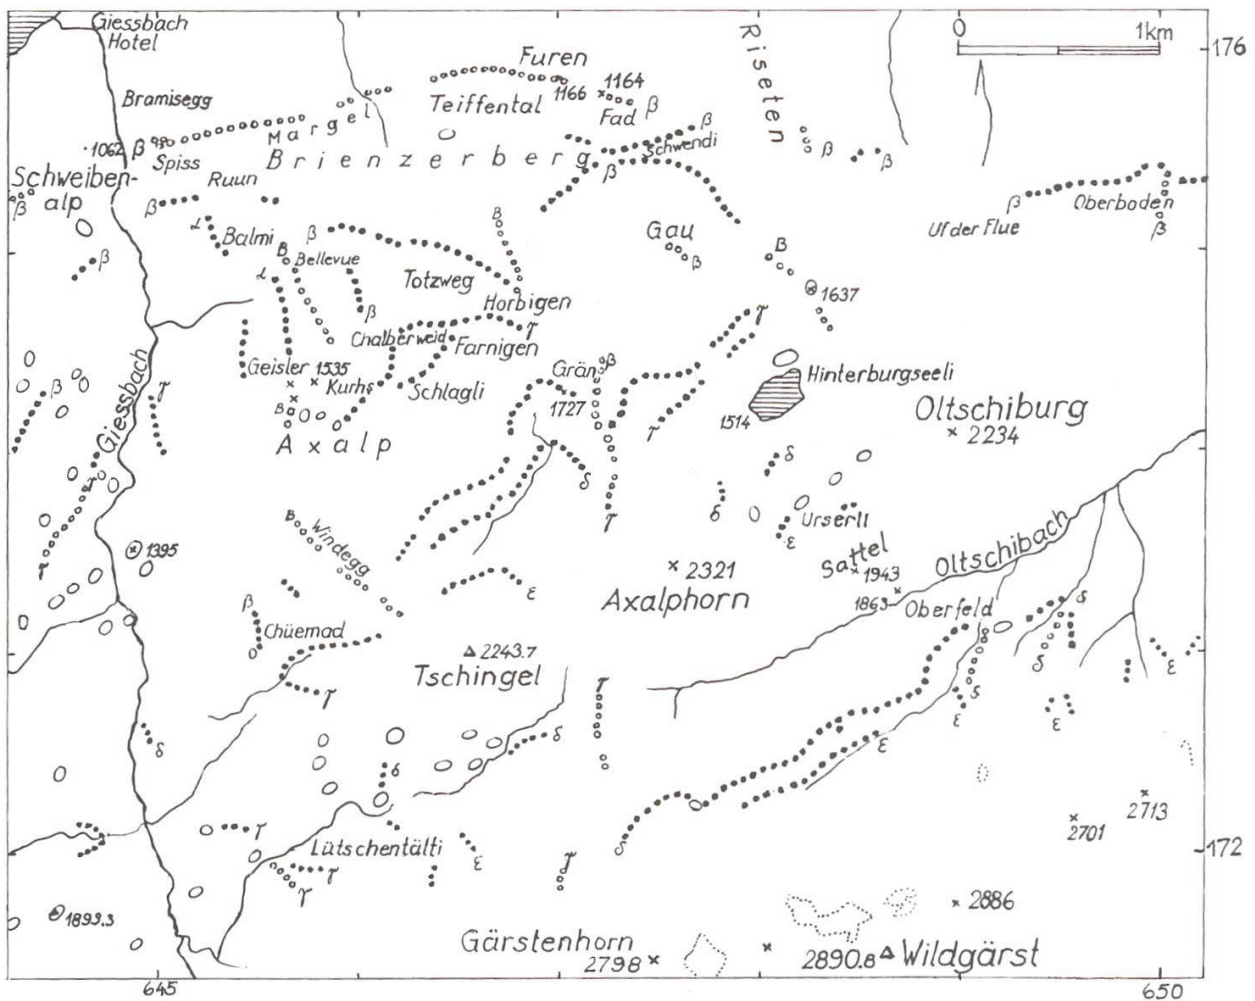 Giessbach
Hotel
Furen
Riseten
0 1km
176
Bramisegg
Margel
Teiffental
1166
1164
Fad β
1062 β
Spiss
Brienzerberg
Schwendi
β
β
β
Schweiben-
alp
β
Ruun
β
β
Oberboden
Uf der Flue
β
α
Balmi
β
B
B
Bellevue
α
β
Gau
β
B
Totzweg
Horbigen
1637
γ
γ
Chalberweid
Farnigen
Geisler 1535
Kurhs
Schlagli
Grän
β
1727
Hinterburgseeli
1514
Oltschiburg
2234
β
γ
Giessbach
B
Axalp
γ
δ
δ
δ
γ
γ
γ
B
Windegg
Urserli
ε
1395
Sattel
1943
1863
Oltschibach
2321
Axalphorn
ε
Oberfeld
β
Chüemad
2243.7
Tschingel
γ
γ
δ
δ
δ
ε
ε
ε
ε
δ
δ
δ
2713
2701
γ
Lütschentälti
γ
γ
ε
γ
δ
172
1899.3
2886
Gärstenhorn
2798
2890.8 Wildgärst
645
650